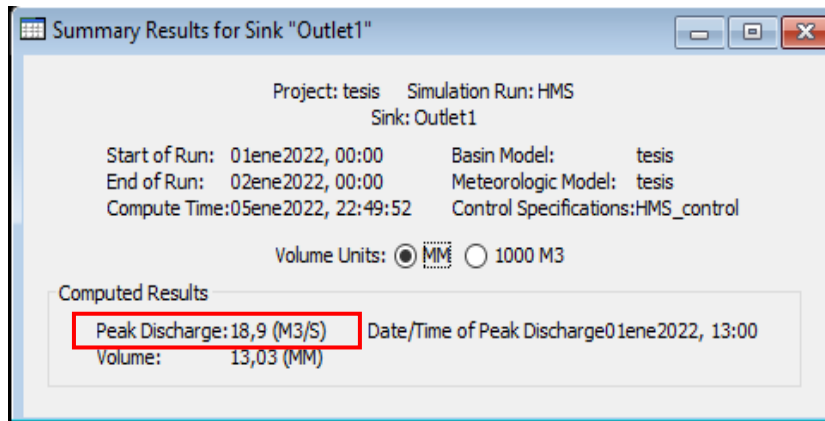 Summary Results for Sink "Outlet1"
Project: tesis Simulation Run: HMS
Sink: Outlet1
Start of Run: 01ene2022, 00:00 Basin Model: tesis
End of Run: 02ene2022, 00:00 Meteorologic Model: tesis
Compute Time:05ene2022, 22:49:52 Control Specifications:HMS_control
Volume Units: MM 1000 M3
Computed Results
Peak Discharge:18,9 (M3/S) Date/Time of Peak Discharge01ene2022, 13:00
Volume: 13,03 (MM)